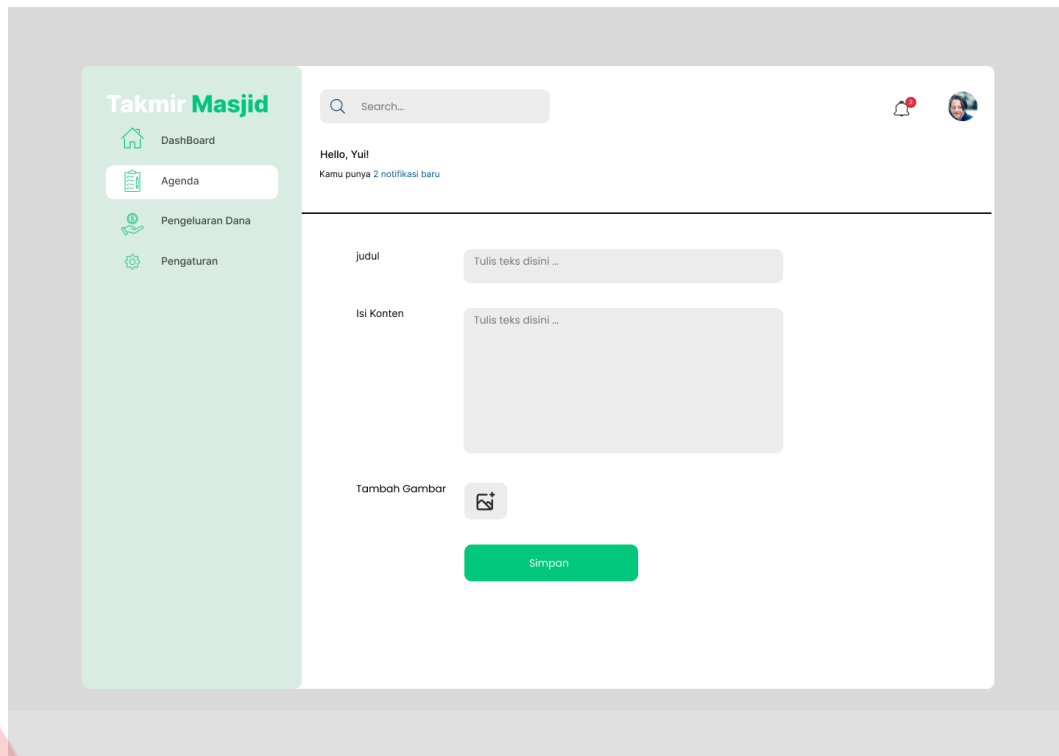 Takmir Masjid
DashBoard
Agenda
Pengeluaran Dana
Pengaturan
Search...
2
Hello, Yui!
Kamu punya 2 notifikasi baru
judul
Tulis teks disini ...
Isi Konten
Tulis teks disini ...
Tambah Gambar
Simpan